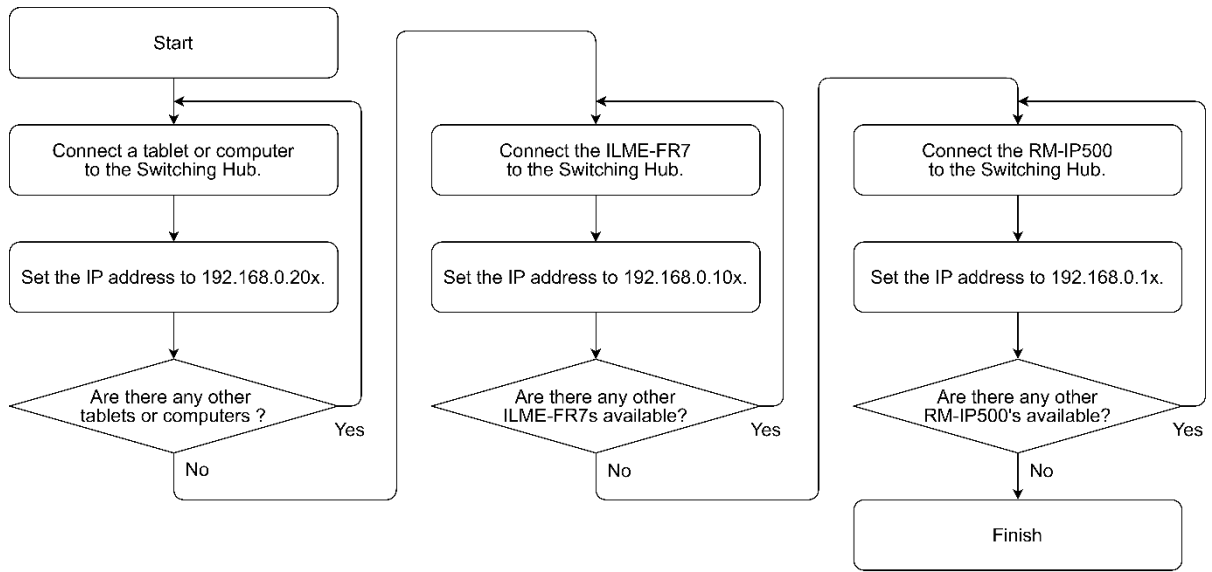 Start
Connect a tablet or computer
to the Switching Hub.
Set the IP address to 192.168.0.20x.
Are there any other
tablets or computers ?
Yes
No
Connect the ILME-FR7
to the Switching Hub.
Set the IP address to 192.168.0.10x.
Are there any other
ILME-FR7s available?
Yes
No
Connect the RM-IP500
to the Switching Hub.
Set the IP address to 192.168.0.1x.
Are there any other
RM-IP500's available?
Yes
No
Finish